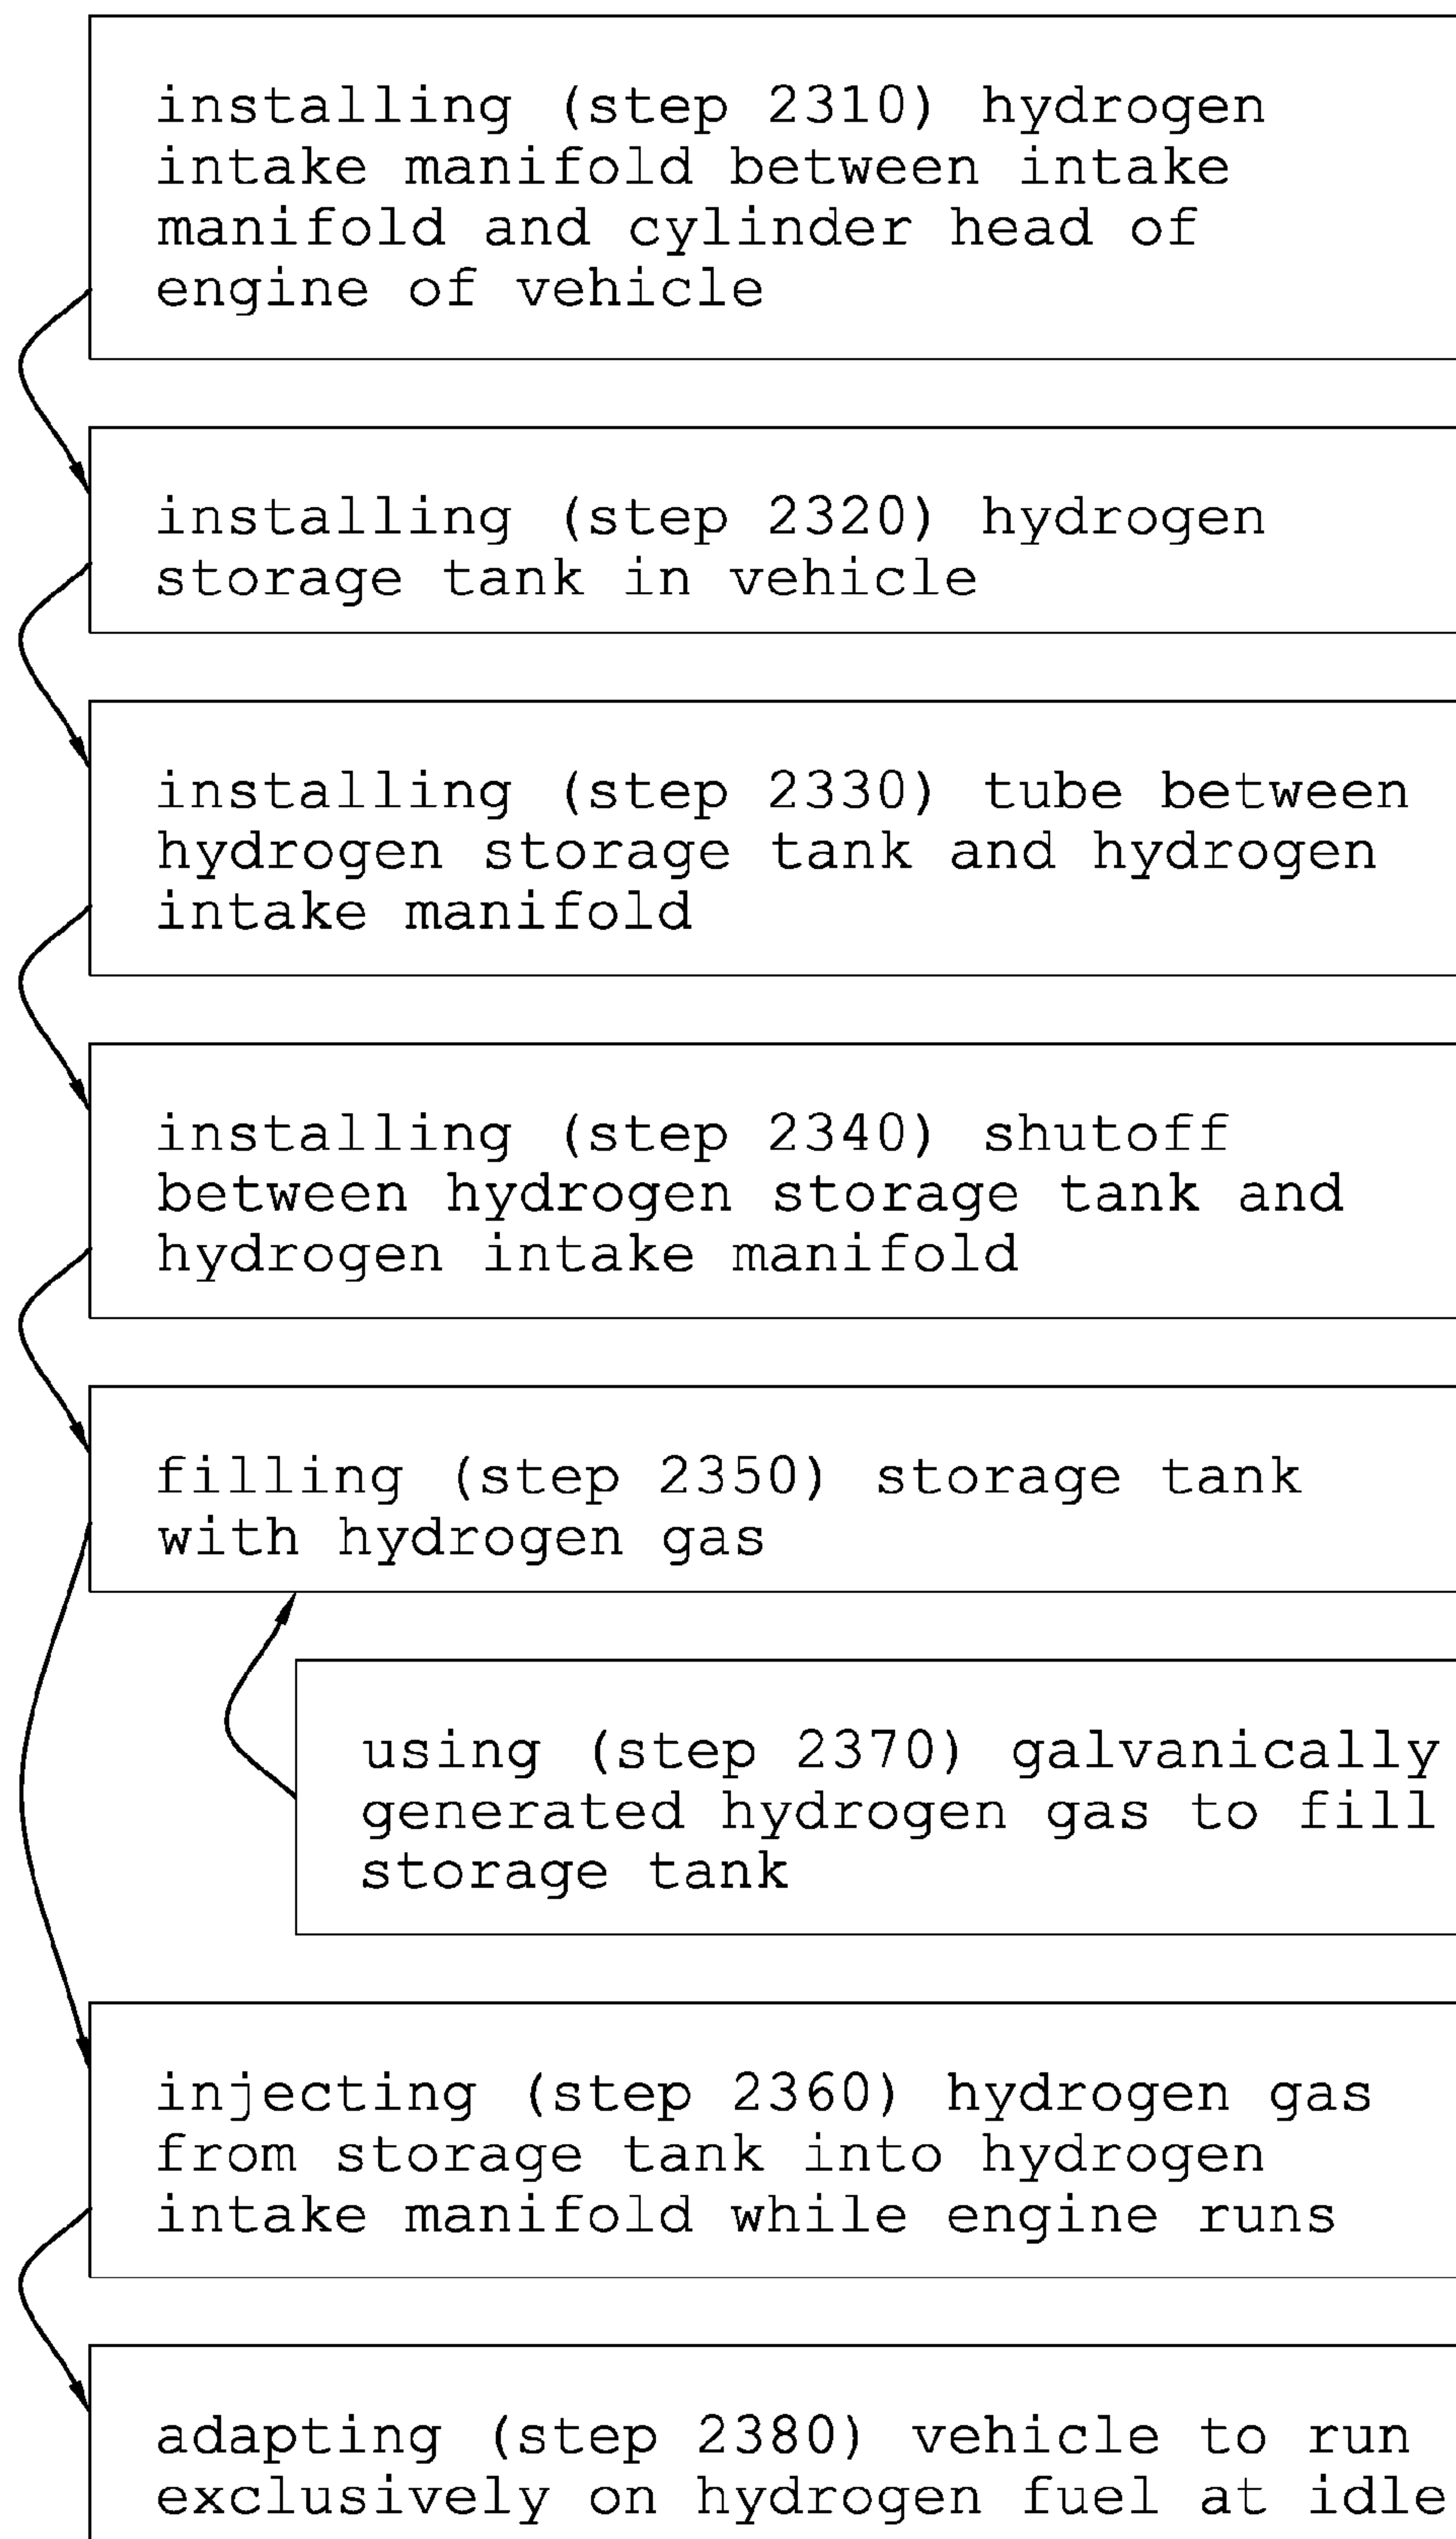 installing (step 2310) hydrogen
intake manifold between intake
manifold and cylinder head of
engine of vehicle
installing (step 2320) hydrogen
storage tank in vehicle
installing (step 2330) tube between
hydrogen storage tank and hydrogen
intake manifold
installing (step 2340) shutoff
between hydrogen storage tank and
hydrogen intake manifold
filling (step 2350) storage tank
with hydrogen gas
using (step 2370) galvanically
generated hydrogen gas to fill
storage tank
injecting (step 2360) hydrogen gas
from storage tank into hydrogen
intake manifold while engine runs
adapting (step 2380) vehicle to run
exclusively on hydrogen fuel at idle